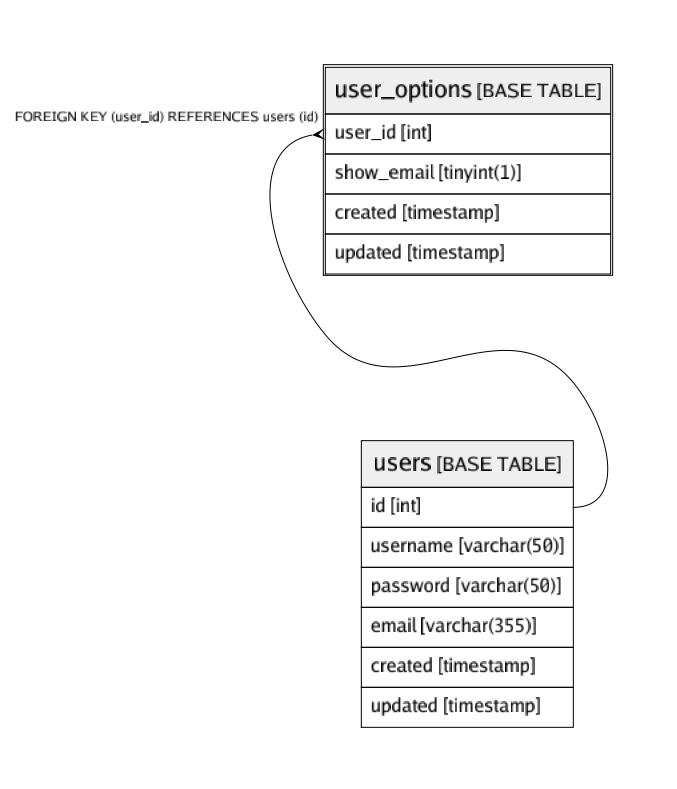 user_options [BASE TABLE]
FOREIGN KEY (user_id) REFERENCES users (id)
user_id [int]
show_email [tinyint(1)]
created [timestamp]
updated [timestamp]
users [BASE TABLE]
id [int]
username [varchar(50)]
password [varchar(50)]
email [varchar(355)]
created [timestamp]
updated [timestamp]